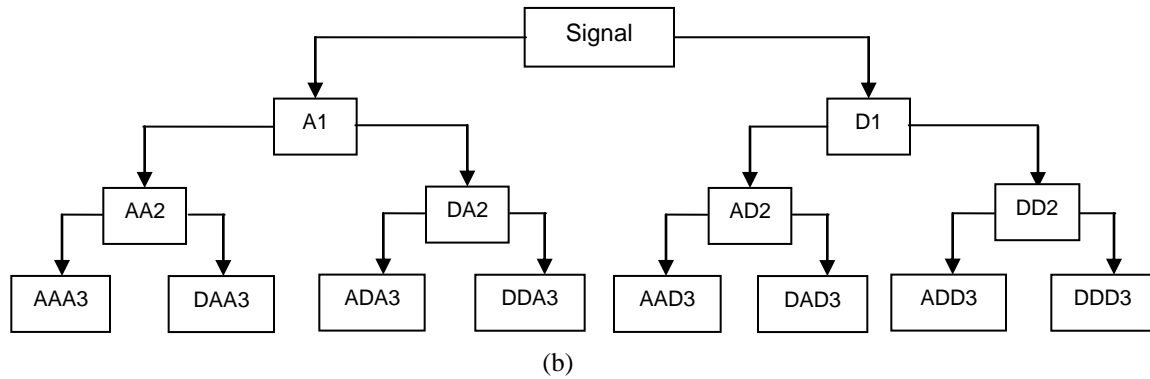 Signal
A1 D1
AA2 DA2 AD2 DD2
AAA3 DAA3 ADA3 DDA3 AAD3 DAD3 ADD3 DDD3
(b)